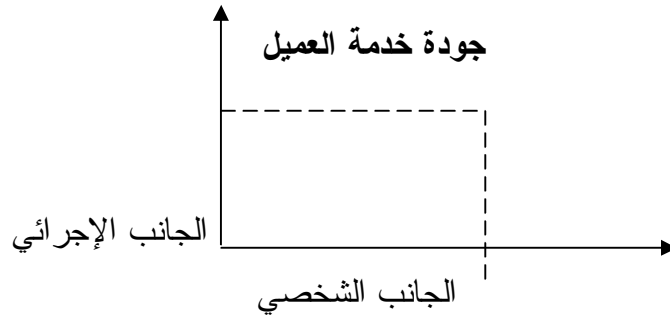 جودة خدمة العميل
الجانب الإجرائي
الجانب الشخصي